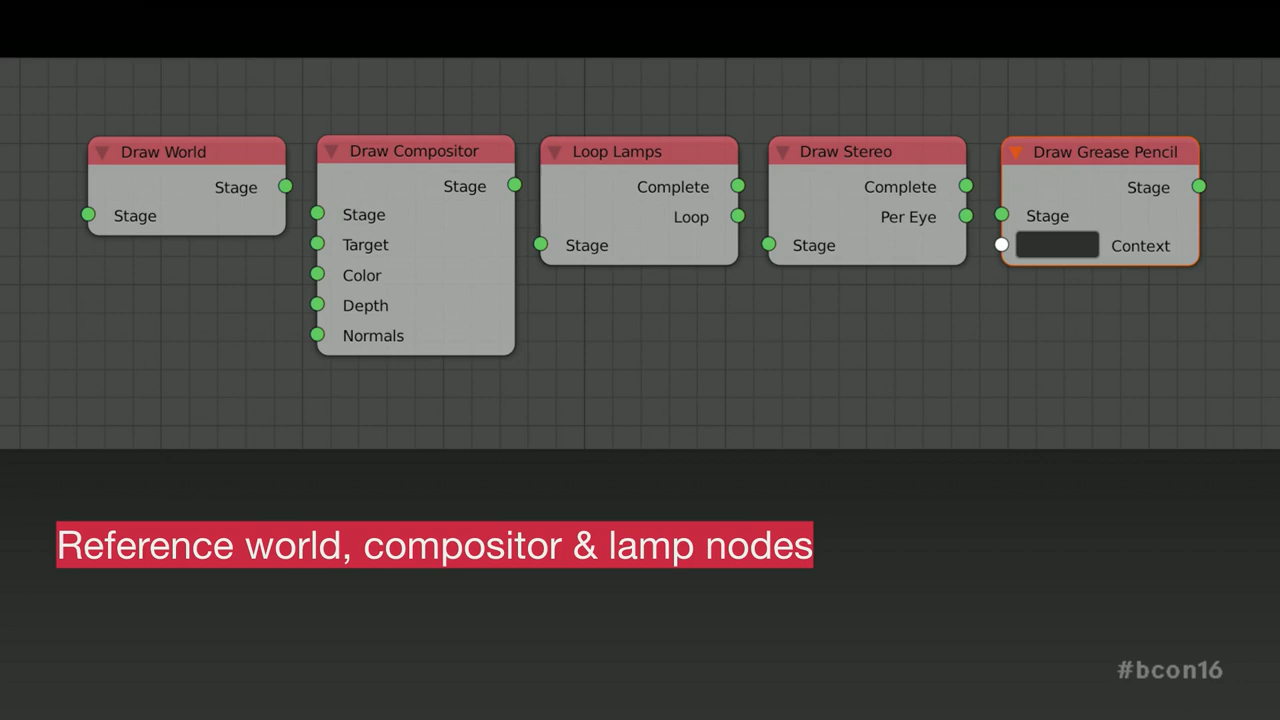 Draw World
Stage
Stage
Draw Compositor
Stage
Stage
Target
Color
Depth
Normals
Loop Lamps
Complete
Loop
Stage
Draw Stereo
Complete
Per Eye
Stage
Draw Grease Pencil
Stage
Stage
Context
Reference world, compositor & lamp nodes
#bcon16